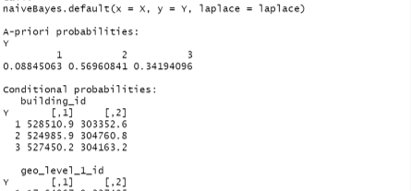 naiveBayes.default(x = X, y = Y, laplace = laplace)
A-priori probabilities:
Y
1 2 3
0.08845063 0.56960841 0.34194096
Conditional probabilities:
building_id
Y [,1] [,2]
1 528510.9 303352.6
2 524985.9 304760.8
3 527450.2 304163.2
geo_level_1_id
Y [,1] [,2]